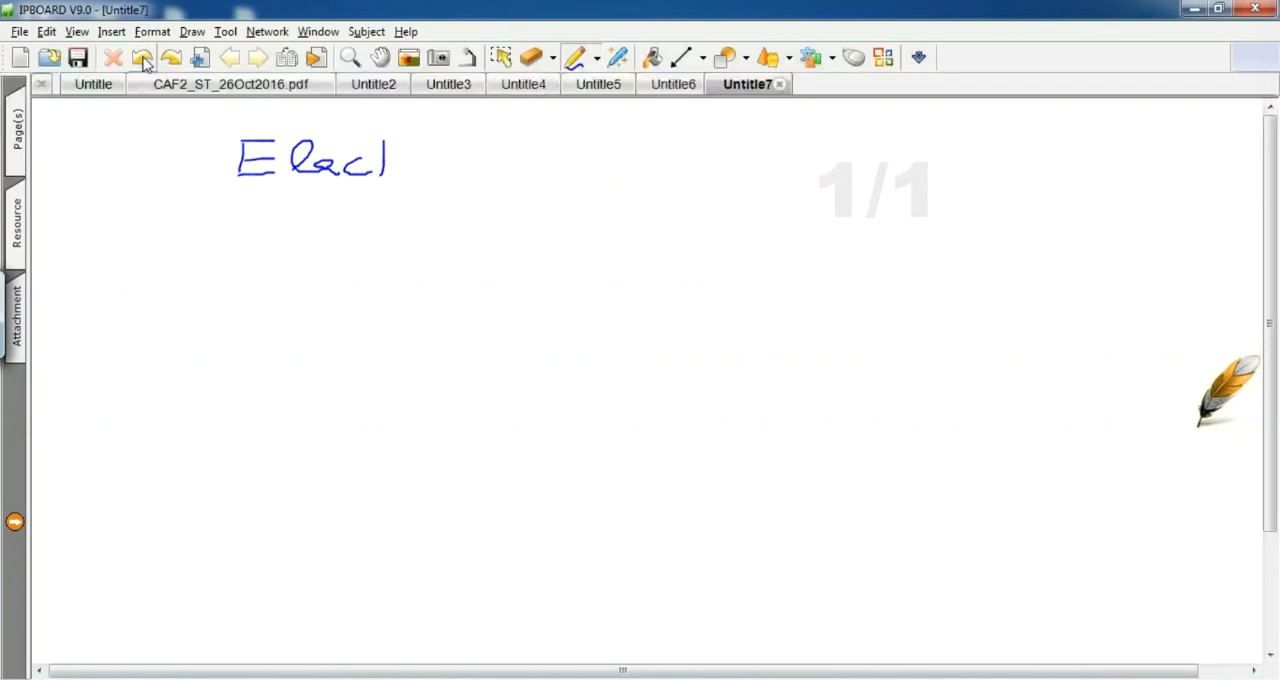 IPBOARD V9.0 - [Untitle7]
File Edit View Insert Format Draw Tool Network Window Subject Help
Untitle CAF2_ST_26Oct2016.pdf Untitle2 Untitle3 Untitle4 Untitle5 Untitle6 Untitle7
Page(s)
Resource
Attachment
1/1